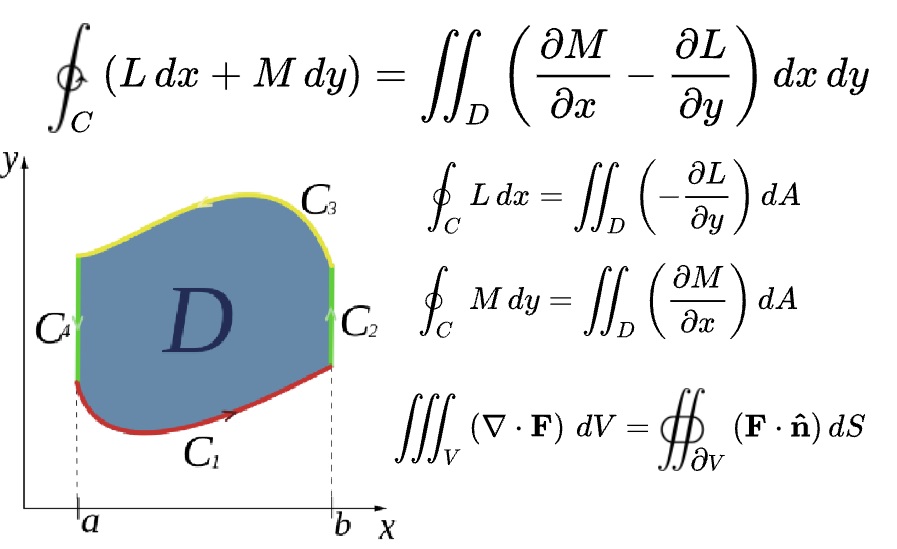 ∮_C (L dx + M dy) = ∬_D (∂M/∂x − ∂L/∂y) dx dy
y
C₃
∮_C L dx = ∬_D (−∂L/∂y) dA
D
C₄
C₂
∮_C M dy = ∬_D (∂M/∂x) dA
C₁
∭_V (∇ · 𝐅) dV = ∯_∂V (𝐅 · 𝐧̂) dS
a
b
x